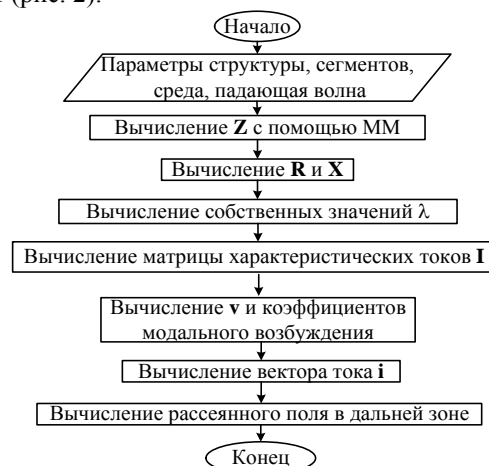 (рис. 2).
Начало
Параметры структуры, сегментов,
среда, падающая волна
Вычисление Z с помощью ММ
Вычисление R и X
Вычисление собственных значений λ
Вычисление матрицы характеристических токов I
Вычисление v и коэффициентов
модального возбуждения
Вычисление вектора тока i
Вычисление рассеянного поля в дальней зоне
Конец